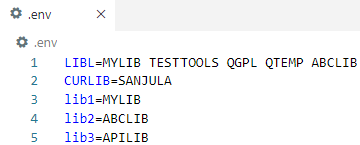 .env
.env
1 LIBL=MYLIB TESTTOOLS QGPL QTEMP ABCLIB
2 CURLIB=SANJULA
3 lib1=MYLIB
4 lib2=ABCLIB
5 lib3=APILIB